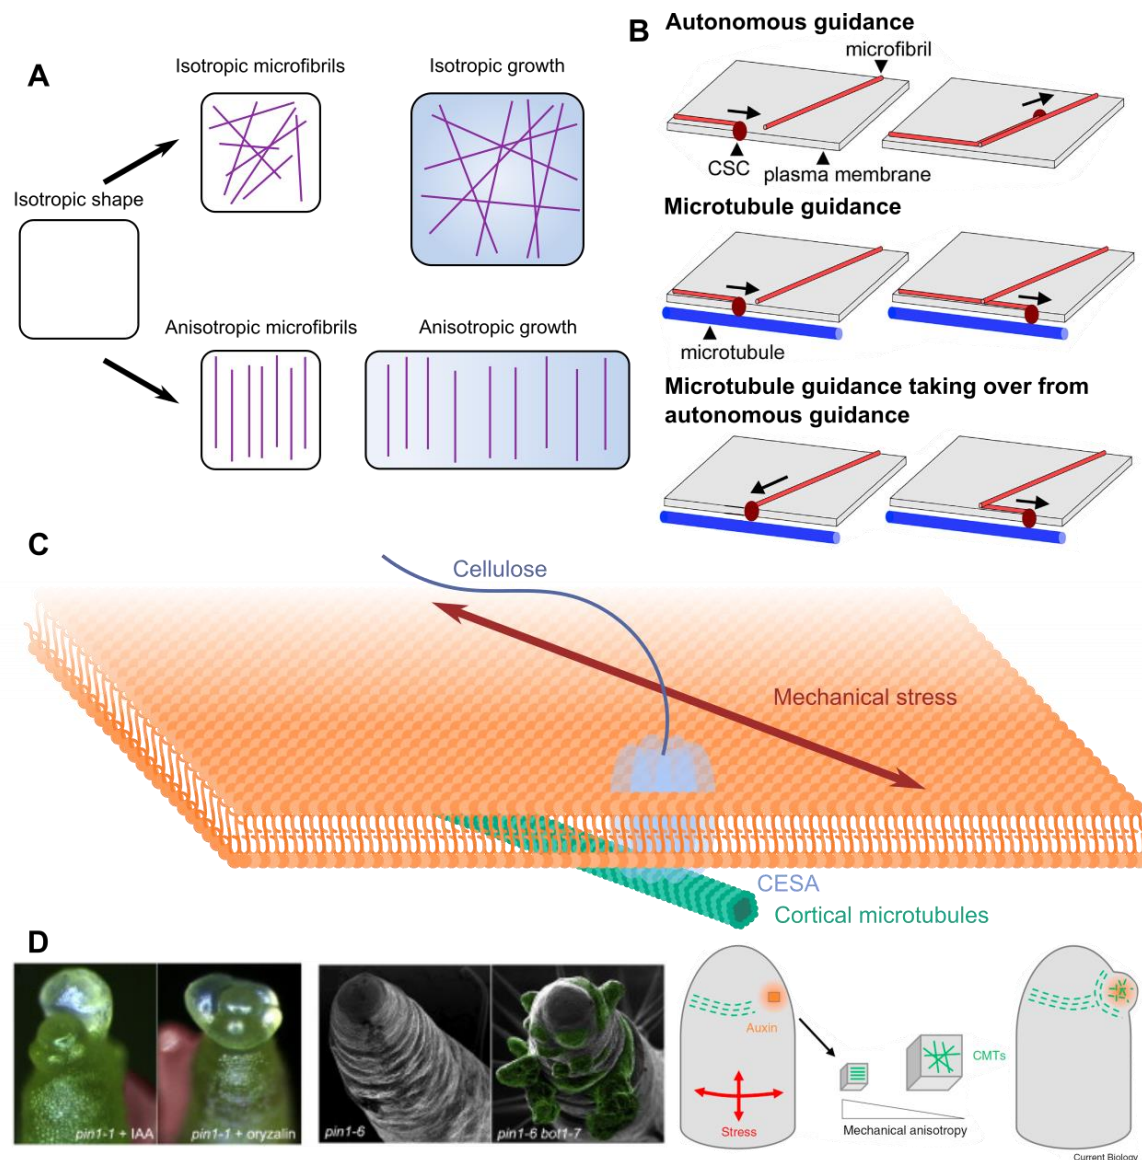 A
Isotropic microfibrils
Isotropic growth
Isotropic shape
Anisotropic microfibrils
Anisotropic growth
B
Autonomous guidance
microfibril
CSC
plasma membrane
Microtubule guidance
microtubule
Microtubule guidance taking over from
autonomous guidance
C
Cellulose
Mechanical stress
CESA
Cortical microtubules
D
pin1-1 + IAA
pin1-1 + oryzalin
pin1-6
pin1-6 bot1-7
Auxin
Stress
CMTs
Mechanical anisotropy
Current Biology